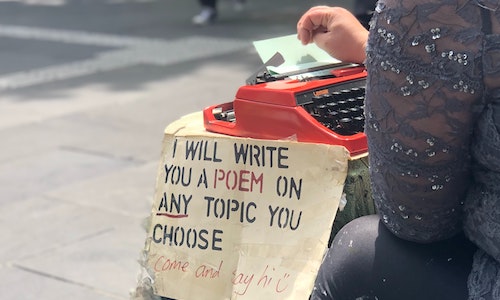 I WILL WRITE
YOU A POEM ON
ANY TOPIC YOU
CHOOSE
come and say hi